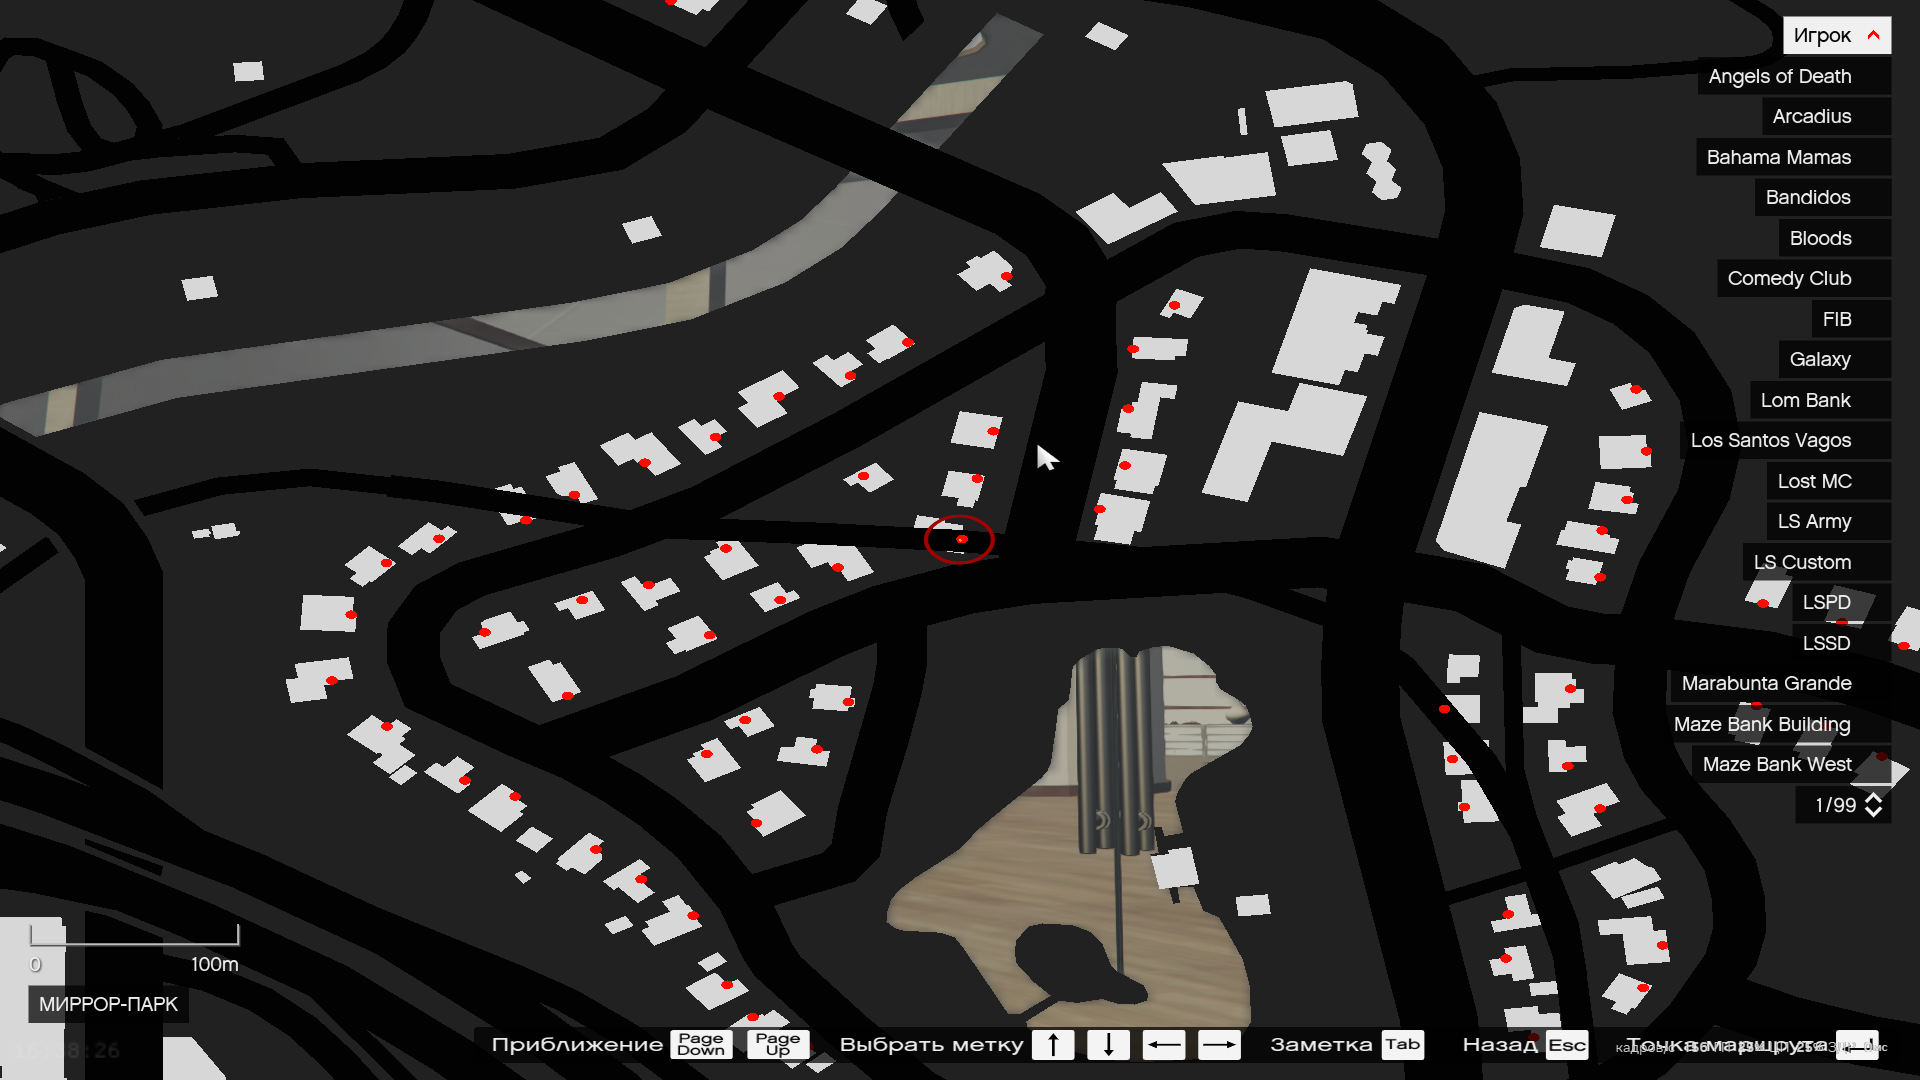 Игрок
Angels of Death
Arcadius
Bahama Mamas
Bandidos
Bloods
Comedy Club
FIB
Galaxy
Lom Bank
Los Santos Vagos
Lost MC
LS Army
LS Custom
LSPD
LSSD
Marabunta Grande
Maze Bank Building
Maze Bank West
1/99
0 100m
МИРРОР-ПАРК
Приближение Page Down Page Up Выбрать метку ↑ ↓ ← → Заметка Tab Назад Esc Точка маршрута